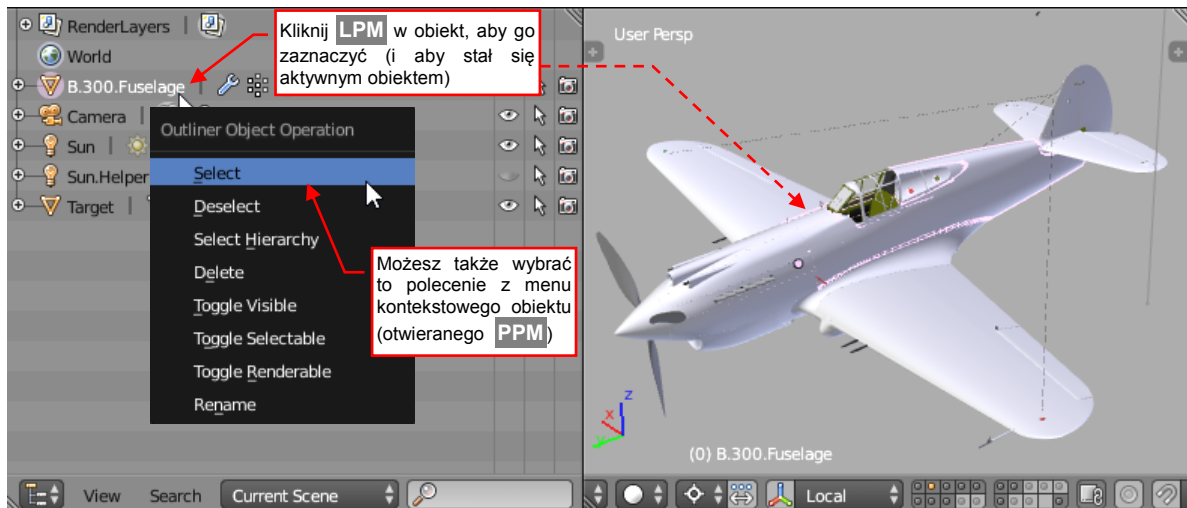 RenderLayers
World
B.300.Fuselage
Camera
Sun
Sun.Helper
Target
Kliknij LPM w obiekt, aby go
zaznaczyć (i aby stał się
aktywnym obiektem)
Outliner Object Operation
Select
Deselect
Select Hierarchy
Delete
Toggle Visible
Toggle Selectable
Toggle Renderable
Rename
Możesz także wybrać
to polecenie z menu
kontekstowego obiektu
(otwieranego PPM)
View Search Current Scene
User Persp
z
x
y
(0) B.300.Fuselage
Local